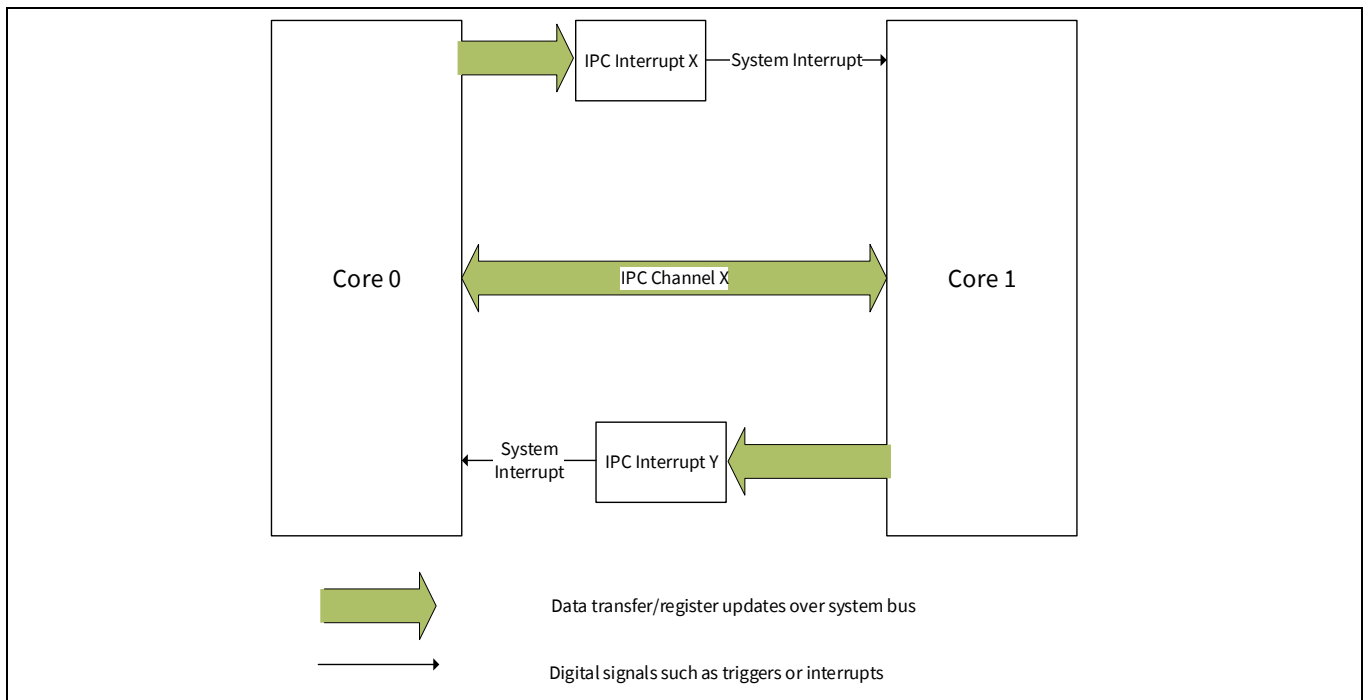 IPC Interrupt X
System Interrupt
Core 0
IPC Channel X
Core 1
System
Interrupt
IPC Interrupt Y
Data transfer/register updates over system bus
Digital signals such as triggers or interrupts